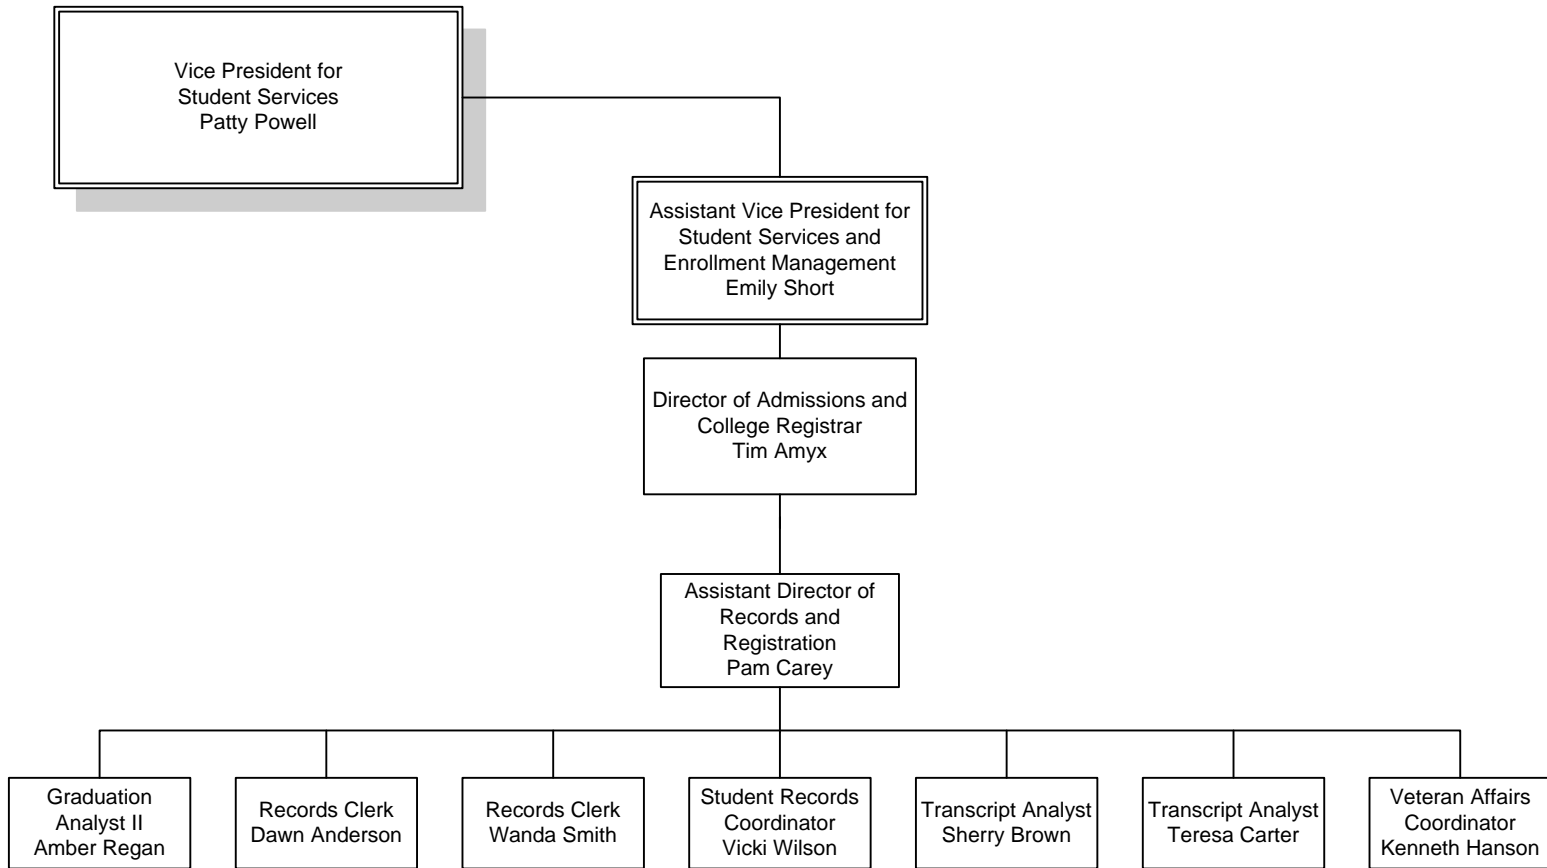 Vice President for
Student Services
Patty Powell
Assistant Vice President for
Student Services and
Enrollment Management
Emily Short
Director of Admissions and
College Registrar
Tim Amyx
Assistant Director of
Records and
Registration
Pam Carey
Graduation
Analyst II
Amber Regan
Records Clerk
Dawn Anderson
Records Clerk
Wanda Smith
Student Records
Coordinator
Vicki Wilson
Transcript Analyst
Sherry Brown
Transcript Analyst
Teresa Carter
Veteran Affairs
Coordinator
Kenneth Hanson